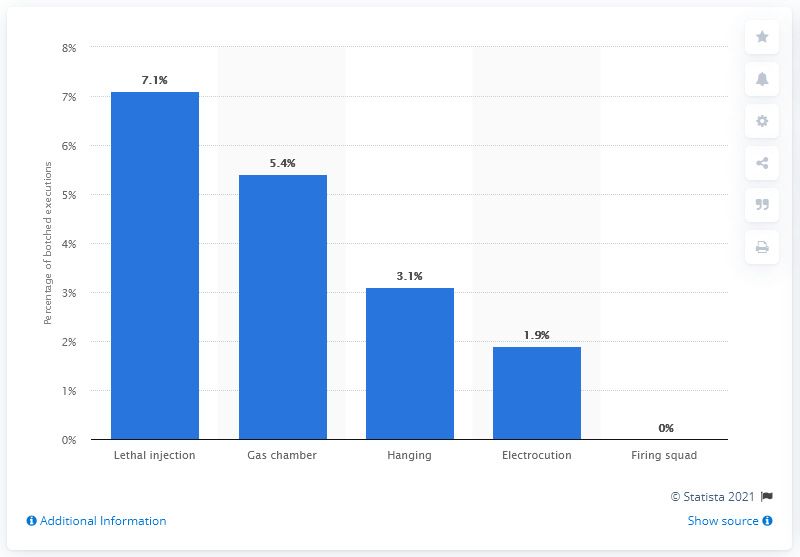 8%
7%
6%
5%
4%
3%
2%
1%
0%
Percentage of botched executions
7.1%
5.4%
3.1%
1.9%
0%
Lethal injection
Gas chamber
Hanging
Electrocution
Firing squad
© Statista 2021
Additional Information
Show source